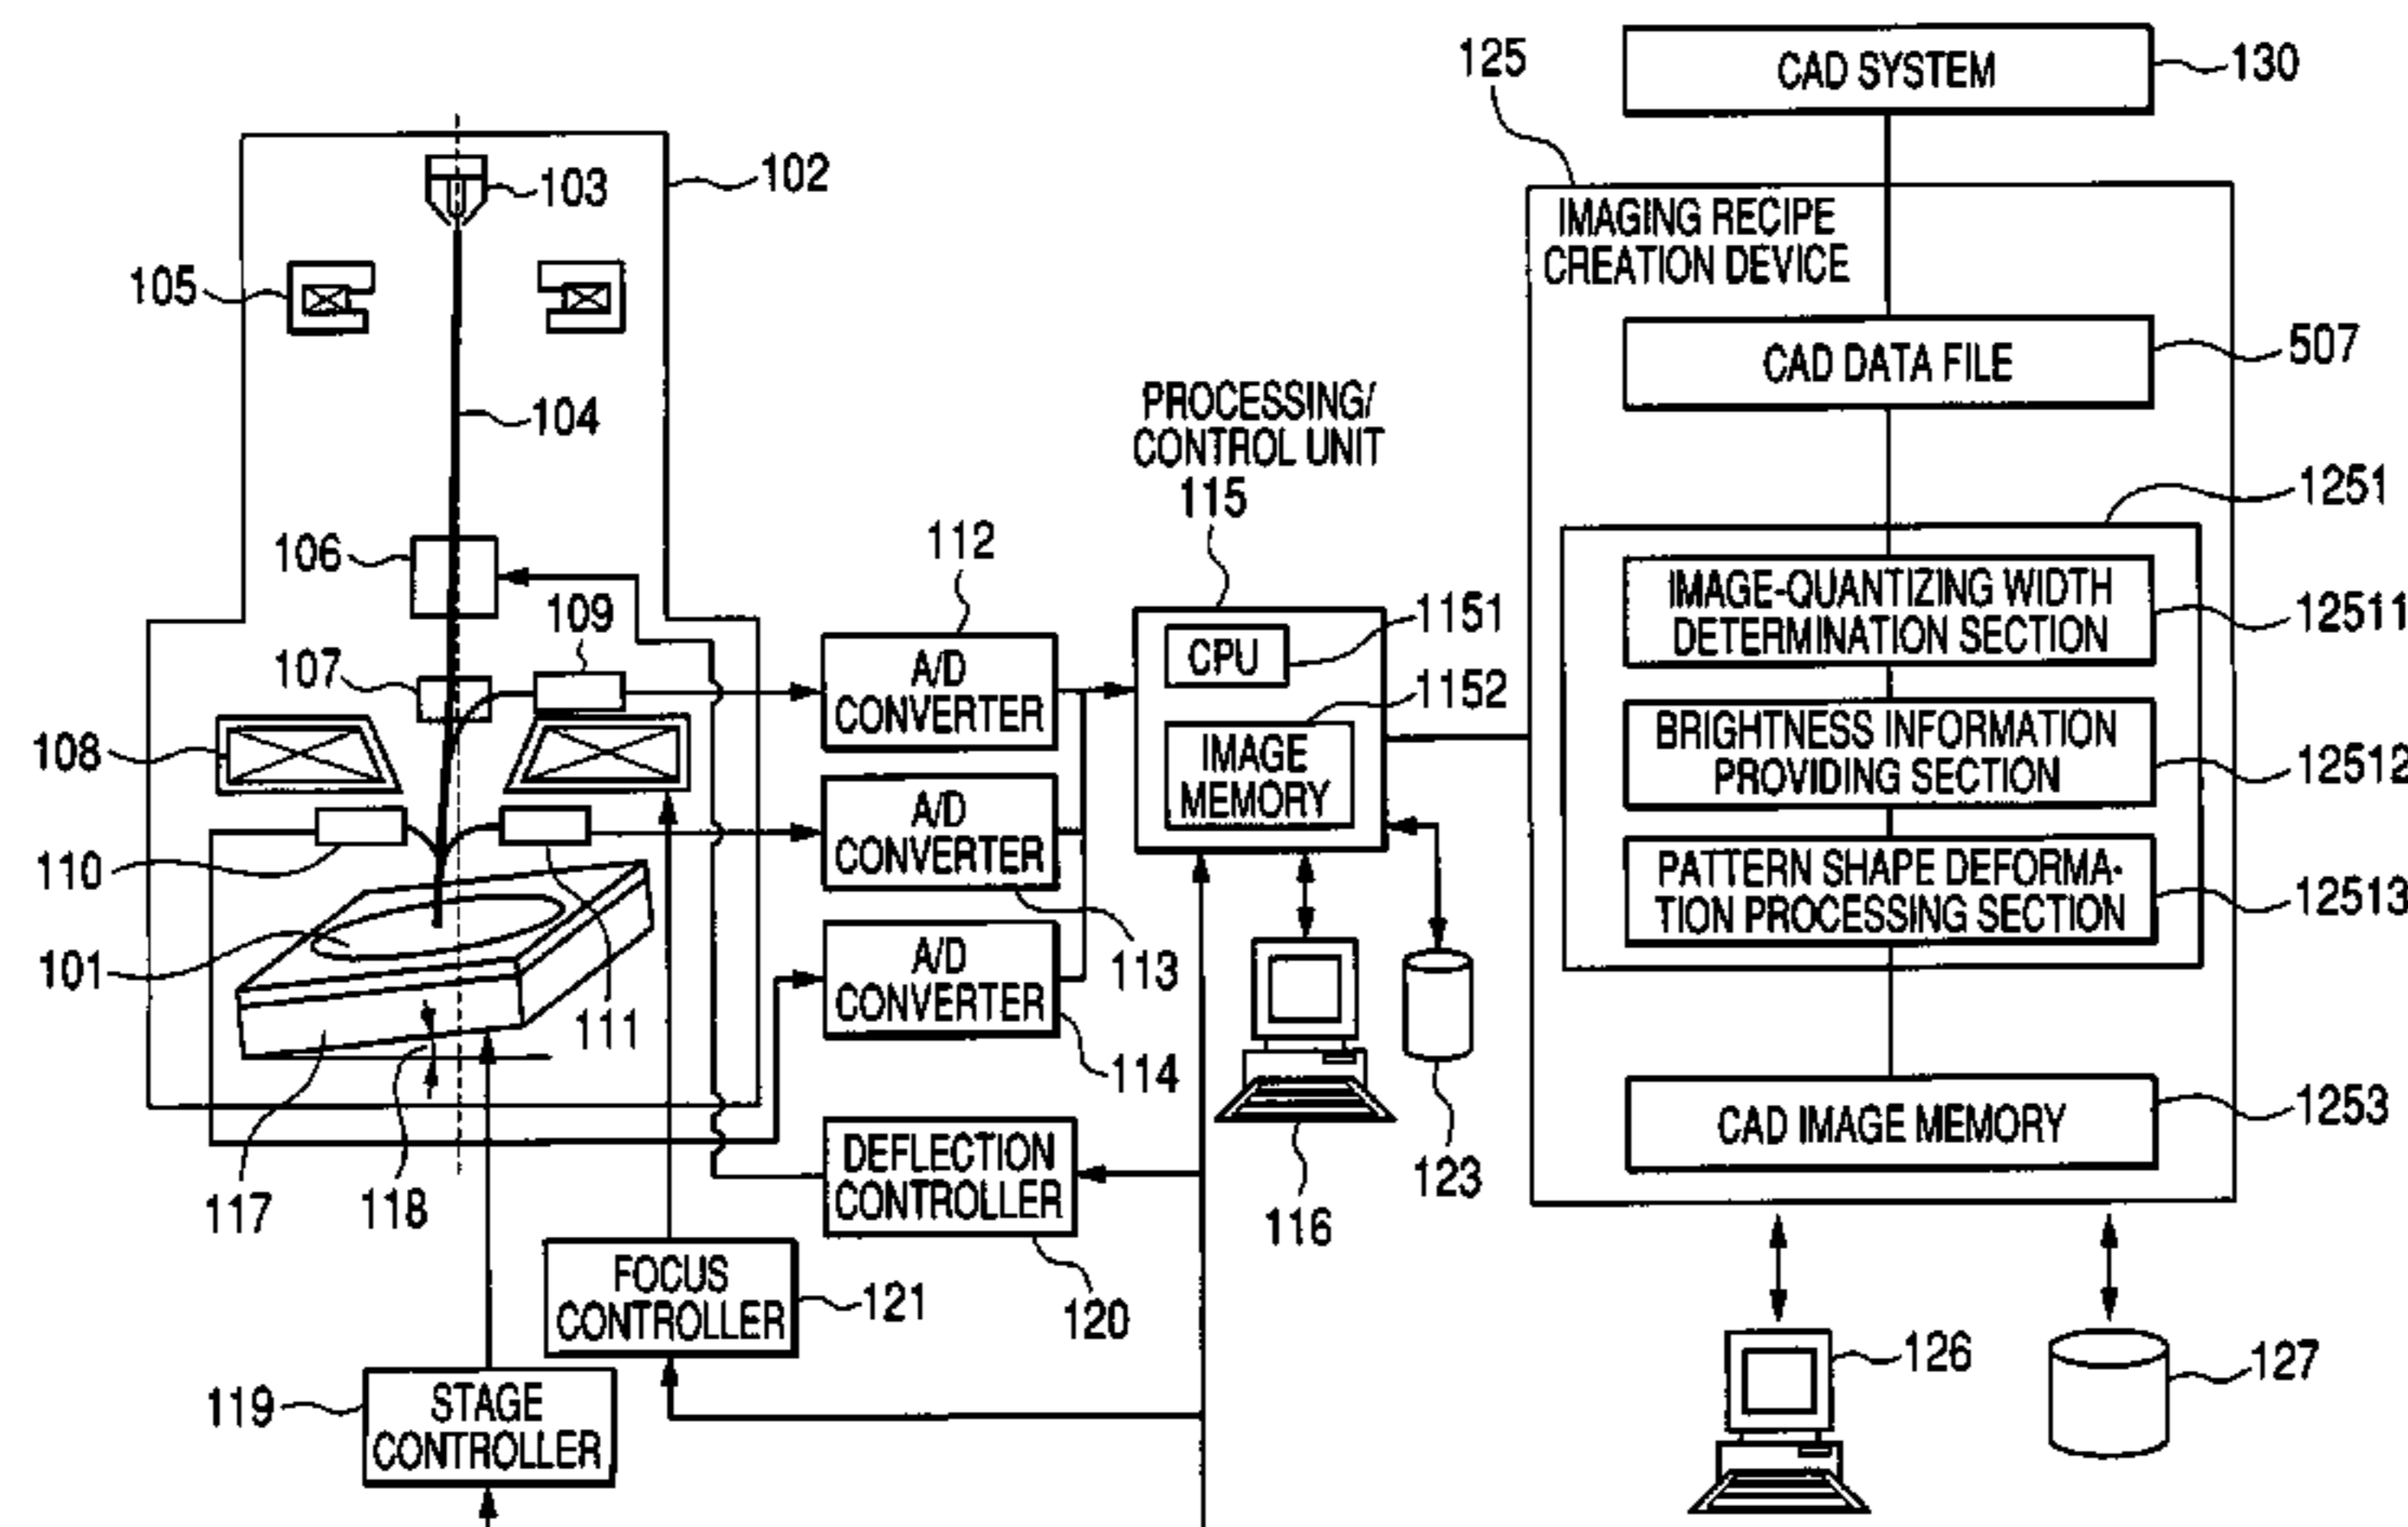 CAD SYSTEM
130
125
102
103
IMAGING RECIPE
CREATION DEVICE
105
CAD DATA FILE
507
104
PROCESSING/
CONTROL UNIT
115
1251
106
112
109
IMAGE-QUANTIZING WIDTH
DETERMINATION SECTION
12511
107
A/D
CONVERTER
CPU
1151
1152
108
BRIGHTNESS INFORMATION
PROVIDING SECTION
12512
IMAGE
MEMORY
A/D
CONVERTER
110
PATTERN SHAPE DEFORMA-
TION PROCESSING SECTION
12513
101
113
A/D
CONVERTER
111
114
CAD IMAGE MEMORY
1253
DEFLECTION
CONTROLLER
123
117
118
116
FOCUS
CONTROLLER
121
120
126
127
119
STAGE
CONTROLLER